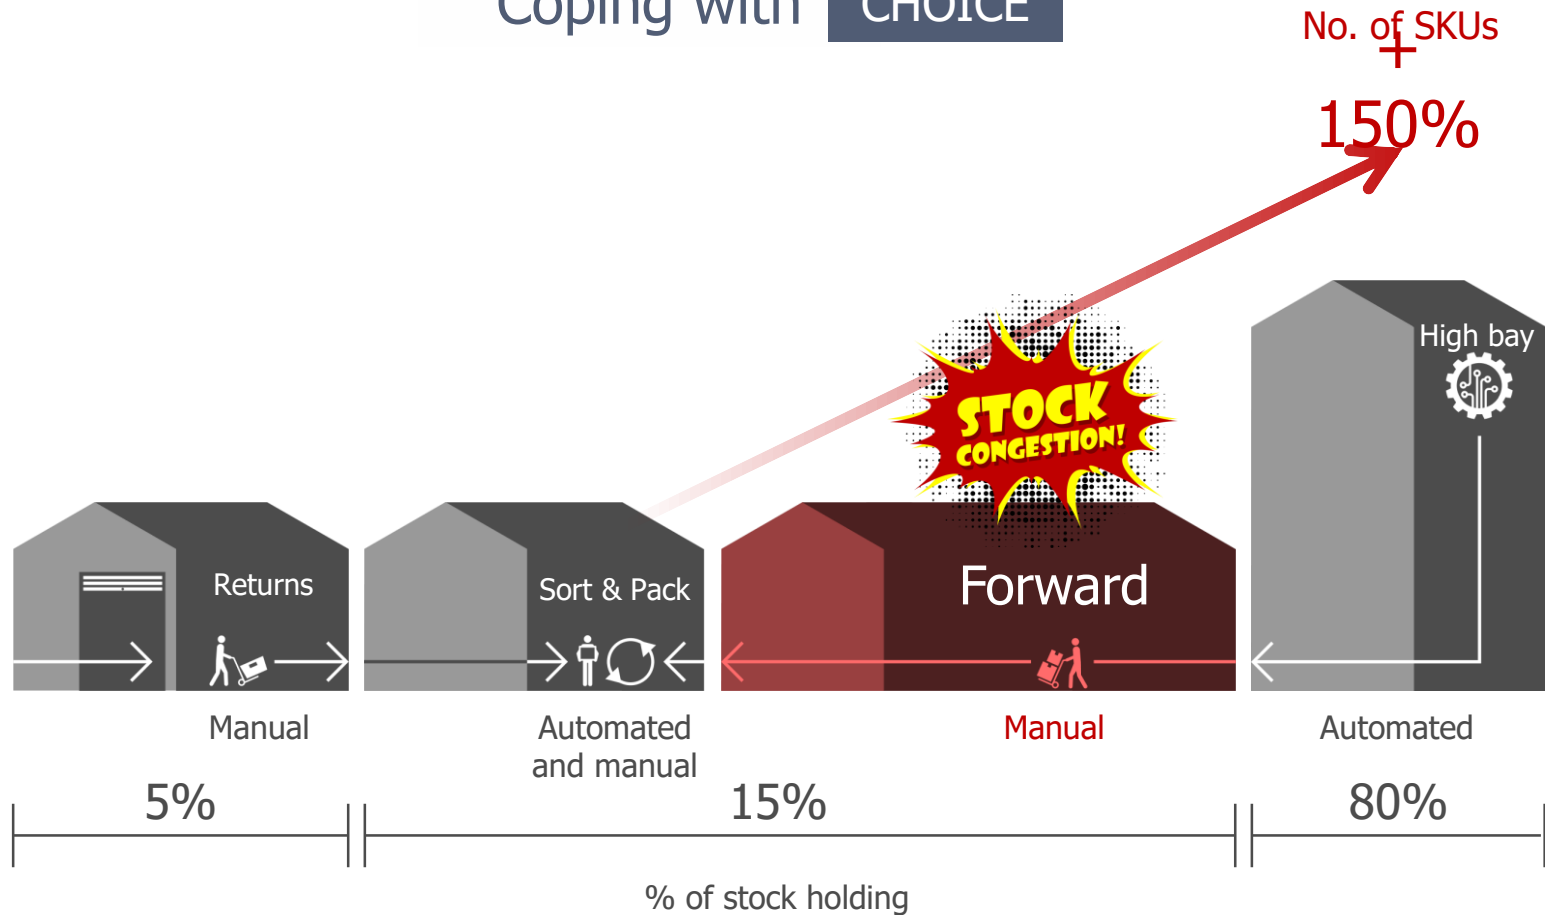 Coping with CHOICE
No. of SKUs
+
150%
STOCK
CONGESTION!
High bay
Returns
Sort & Pack
Forward
Manual
Automated
and manual
Manual
Automated
5%
15%
80%
% of stock holding